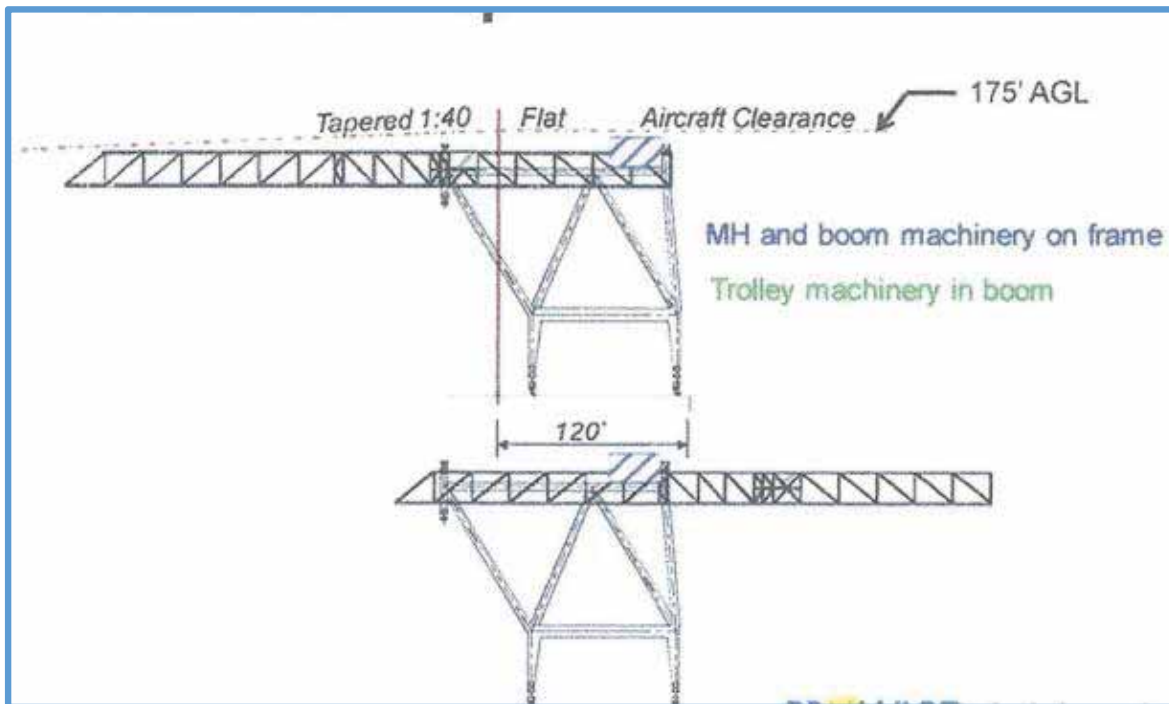 175' AGL
Tapered 1:40 Flat Aircraft Clearance
MH and boom machinery on frame
Trolley machinery in boom
120'